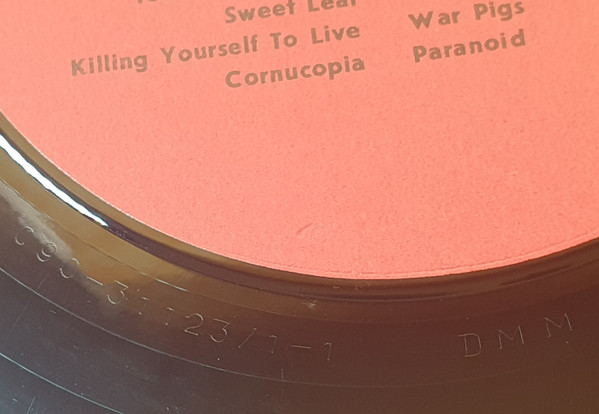 Sweet Leaf
War Pigs
Killing Yourself To Live
Paranoid
Cornucopia
DMM